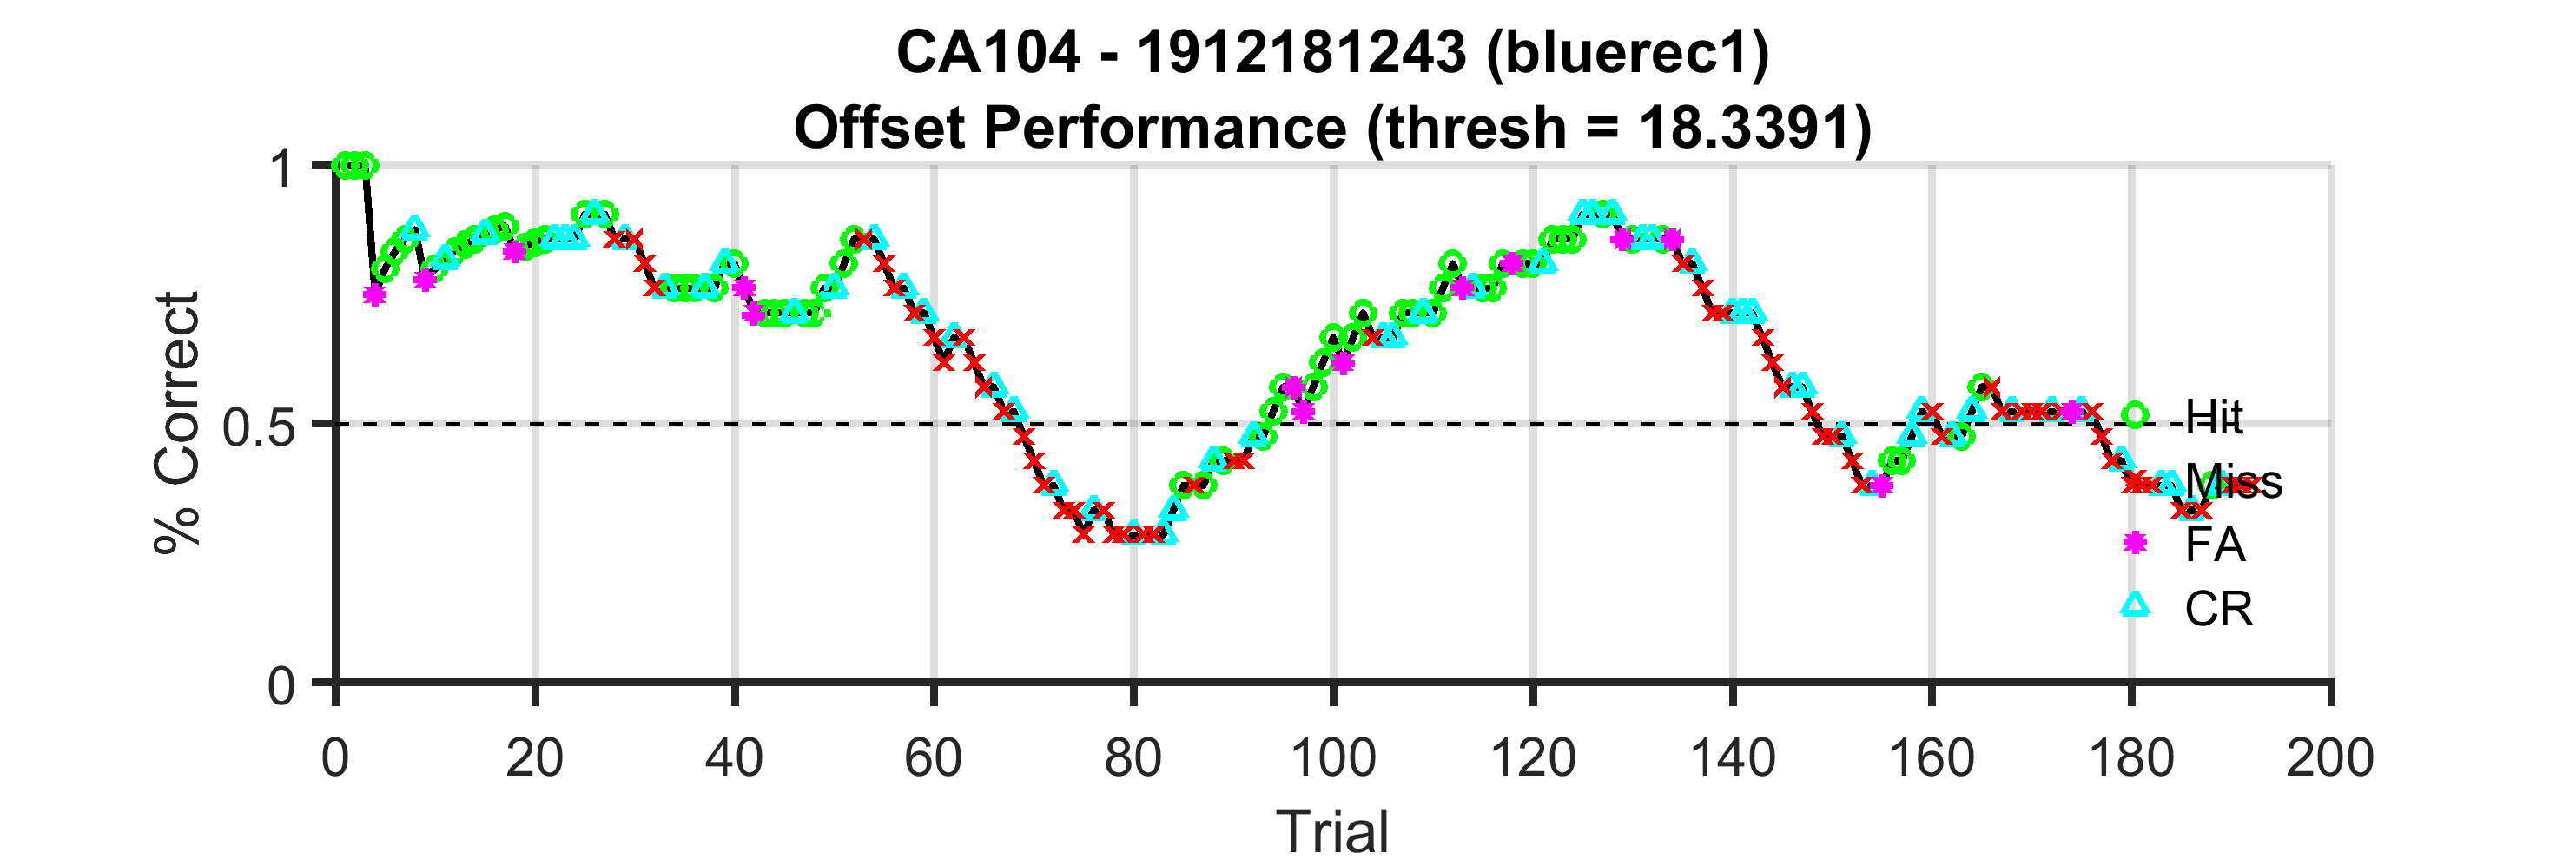 CA104 - 1912181243 (bluerec1)
Offset Performance (thresh = 18.3391)
% Correct
1
0.5
0
Hit
Miss
FA
CR
0 20 40 60 80 100 120 140 160 180 200
Trial